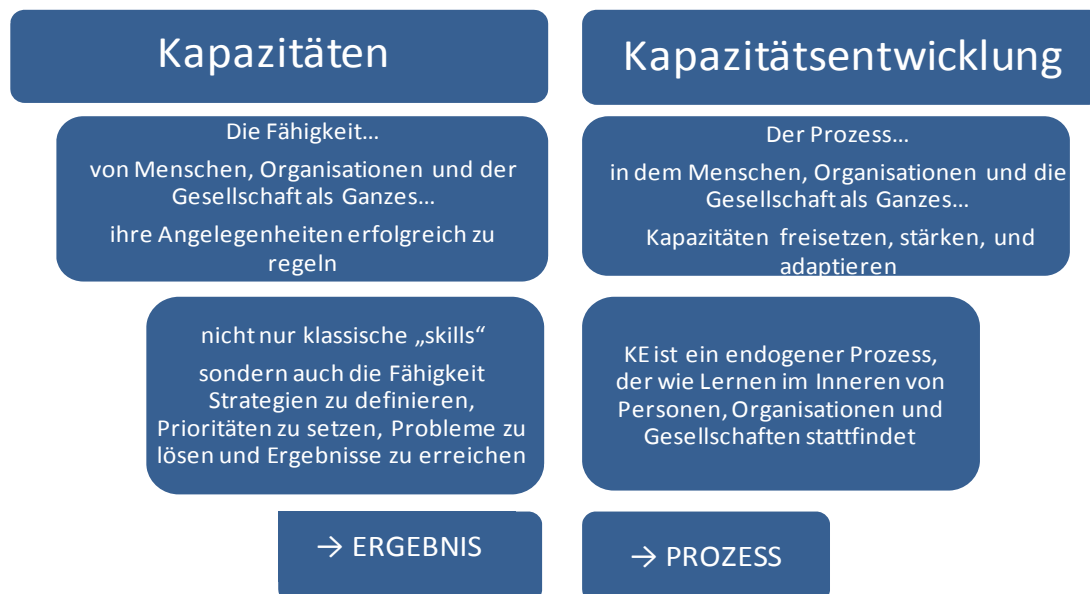 Kapazitäten
Die Fähigkeit...
von Menschen, Organisationen und der
Gesellschaft als Ganzes...
ihre Angelegenheiten erfolgreich zu
regeln
nicht nur klassische „skills“
sondern auch die Fähigkeit
Strategien zu definieren,
Prioritäten zu setzen, Probleme zu
lösen und Ergebnisse zu erreichen
→ ERGEBNIS
Kapazitätsentwicklung
Der Prozess...
in dem Menschen, Organisationen und die
Gesellschaft als Ganzes...
Kapazitäten freisetzen, stärken, und
adaptieren
KE ist ein endogener Prozess,
der wie Lernen im Inneren von
Personen, Organisationen und
Gesellschaften stattfindet
→ PROZESS